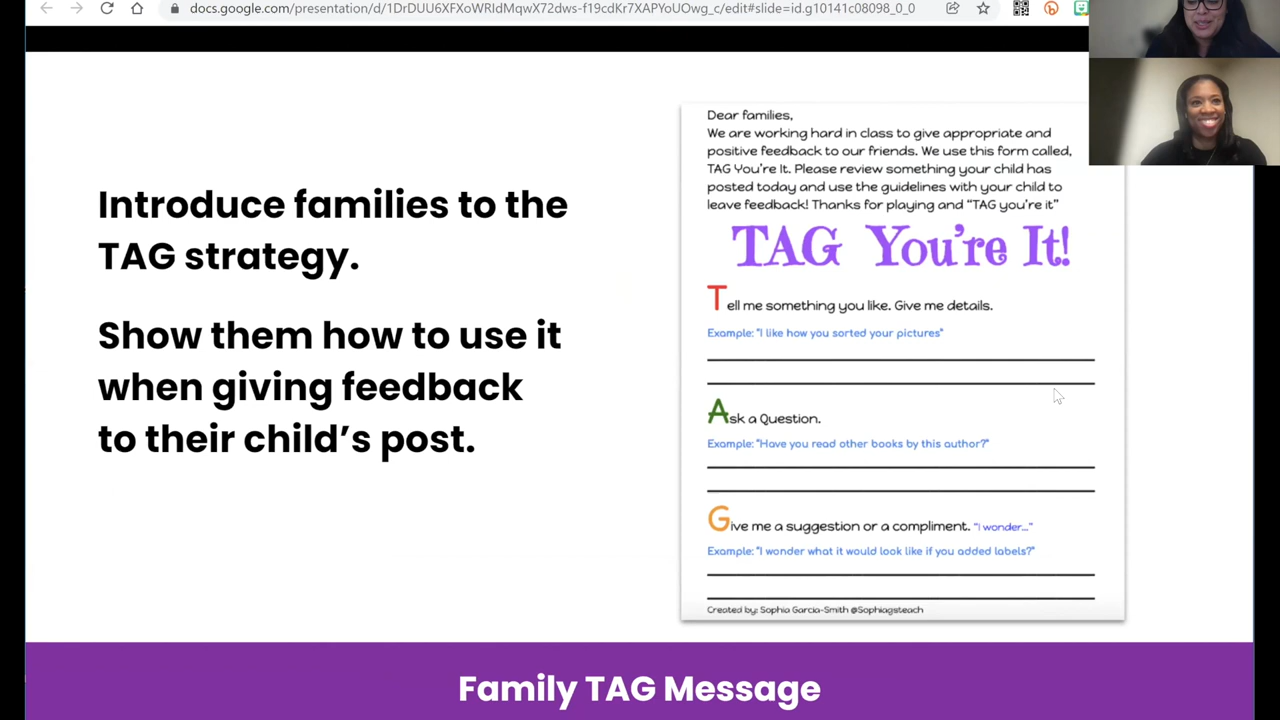 docs.google.com/presentation/d/1DrDUU6XFXoWRIdMqwX72dws-f19cdKr7XAPYoUOwg_c/edit#slide=id.g10141c08098_0_0
Introduce families to the
TAG strategy.
Show them how to use it
when giving feedback
to their child's post.
Dear families,
We are working hard in class to give appropriate and
positive feedback to our friends. We use this form called,
TAG You're It. Please review something your child has
posted today and use the guidelines with your child to
leave feedback! Thanks for playing and "TAG you're it"
TAG You're It!
Tell me something you like. Give me details.
Example: "I like how you sorted your pictures"
Ask a Question.
Example: "Have you read other books by this author?"
Give me a suggestion or a compliment. "I wonder..."
Example: "I wonder what it would look like if you added labels?"
Created by: Sophia Garcia-Smith @Sophiagsteach
Family TAG Message